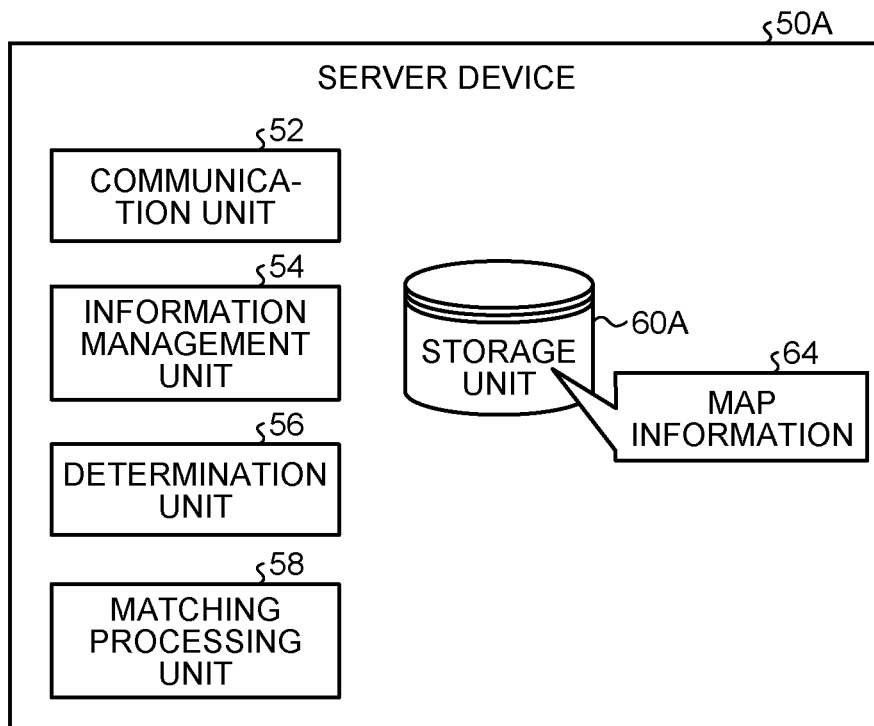 50A
SERVER DEVICE
52
COMMUNICA-
TION UNIT
54
INFORMATION
MANAGEMENT
UNIT
56
DETERMINATION
UNIT
58
MATCHING
PROCESSING
UNIT
STORAGE
UNIT
60A
64
MAP
INFORMATION